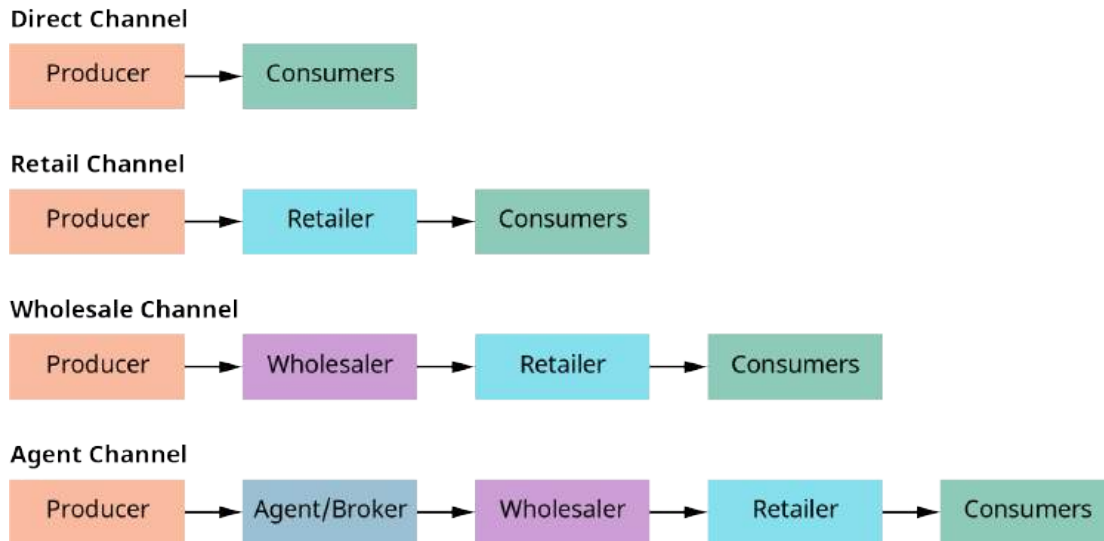 Direct Channel
Producer Consumers
Retail Channel
Producer Retailer Consumers
Wholesale Channel
Producer Wholesaler Retailer Consumers
Agent Channel
Producer Agent/Broker Wholesaler Retailer Consumers